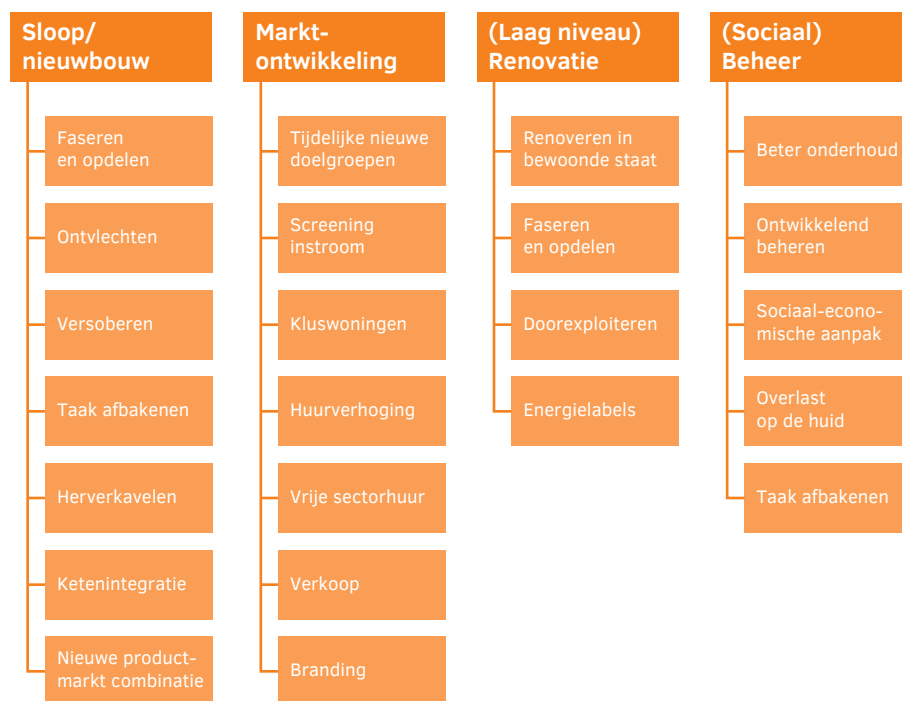 Sloop/
nieuwbouw
Faseren
en opdelen
Ontvlechten
Versoberen
Taak afbakenen
Herverkavelen
Ketenintegratie
Nieuwe product-
markt combinatie
Markt-
ontwikkeling
Tijdelijke nieuwe
doelgroepen
Screening
instroom
Kluswoningen
Huurverhoging
Vrije sectorhuur
Verkoop
Branding
(Laag niveau)
Renovatie
Renoveren in
bewoonde staat
Faseren
en opdelen
Doorexploiteren
Energielabels
(Sociaal)
Beheer
Beter onderhoud
Ontwikkelend
beheren
Sociaal-econo-
mische aanpak
Overlast
op de huid
Taak afbakenen